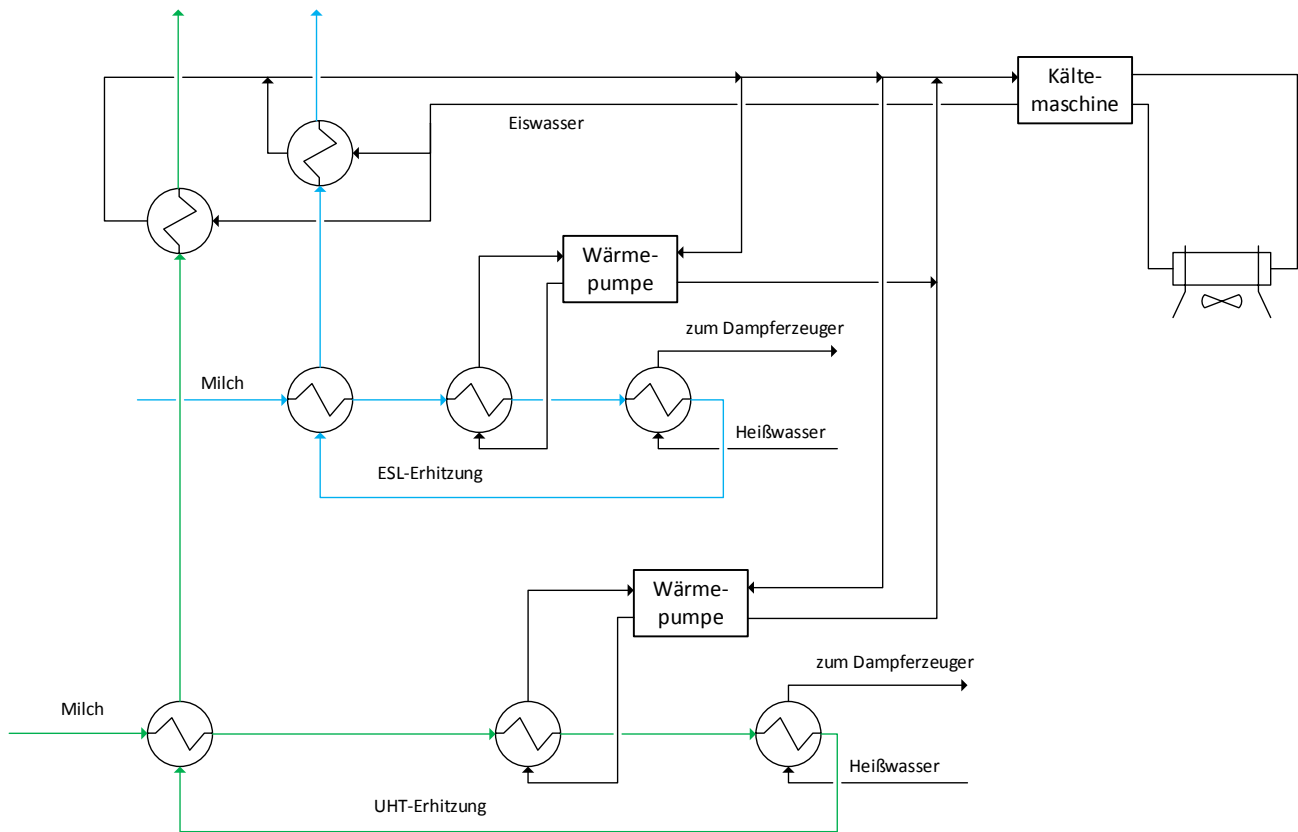 Kälte-
maschine
Eiswasser
Wärme-
pumpe
zum Dampferzeuger
Milch
Heißwasser
ESL-Erhitzung
Wärme-
pumpe
zum Dampferzeuger
Milch
Heißwasser
UHT-Erhitzung